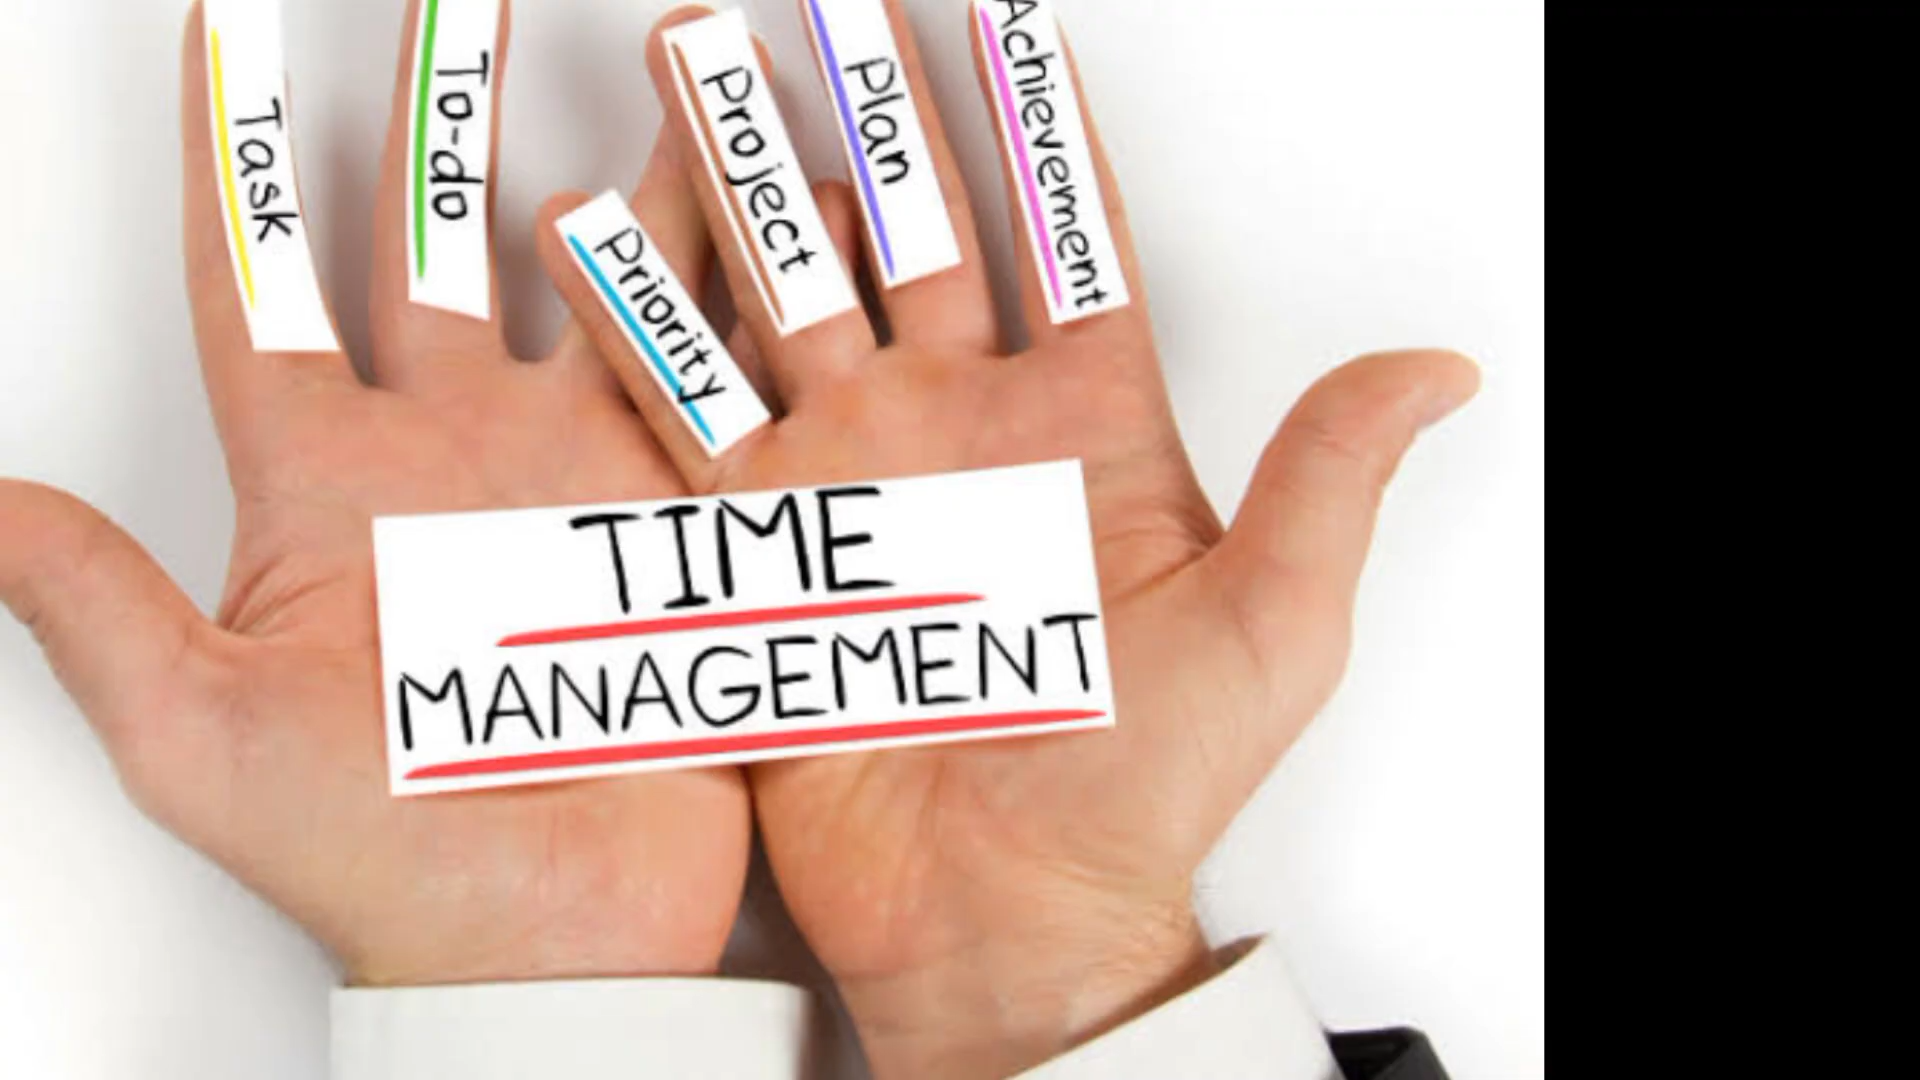 Task
To-do
Priority
Project
Plan
Achievement
TIME
MANAGEMENT